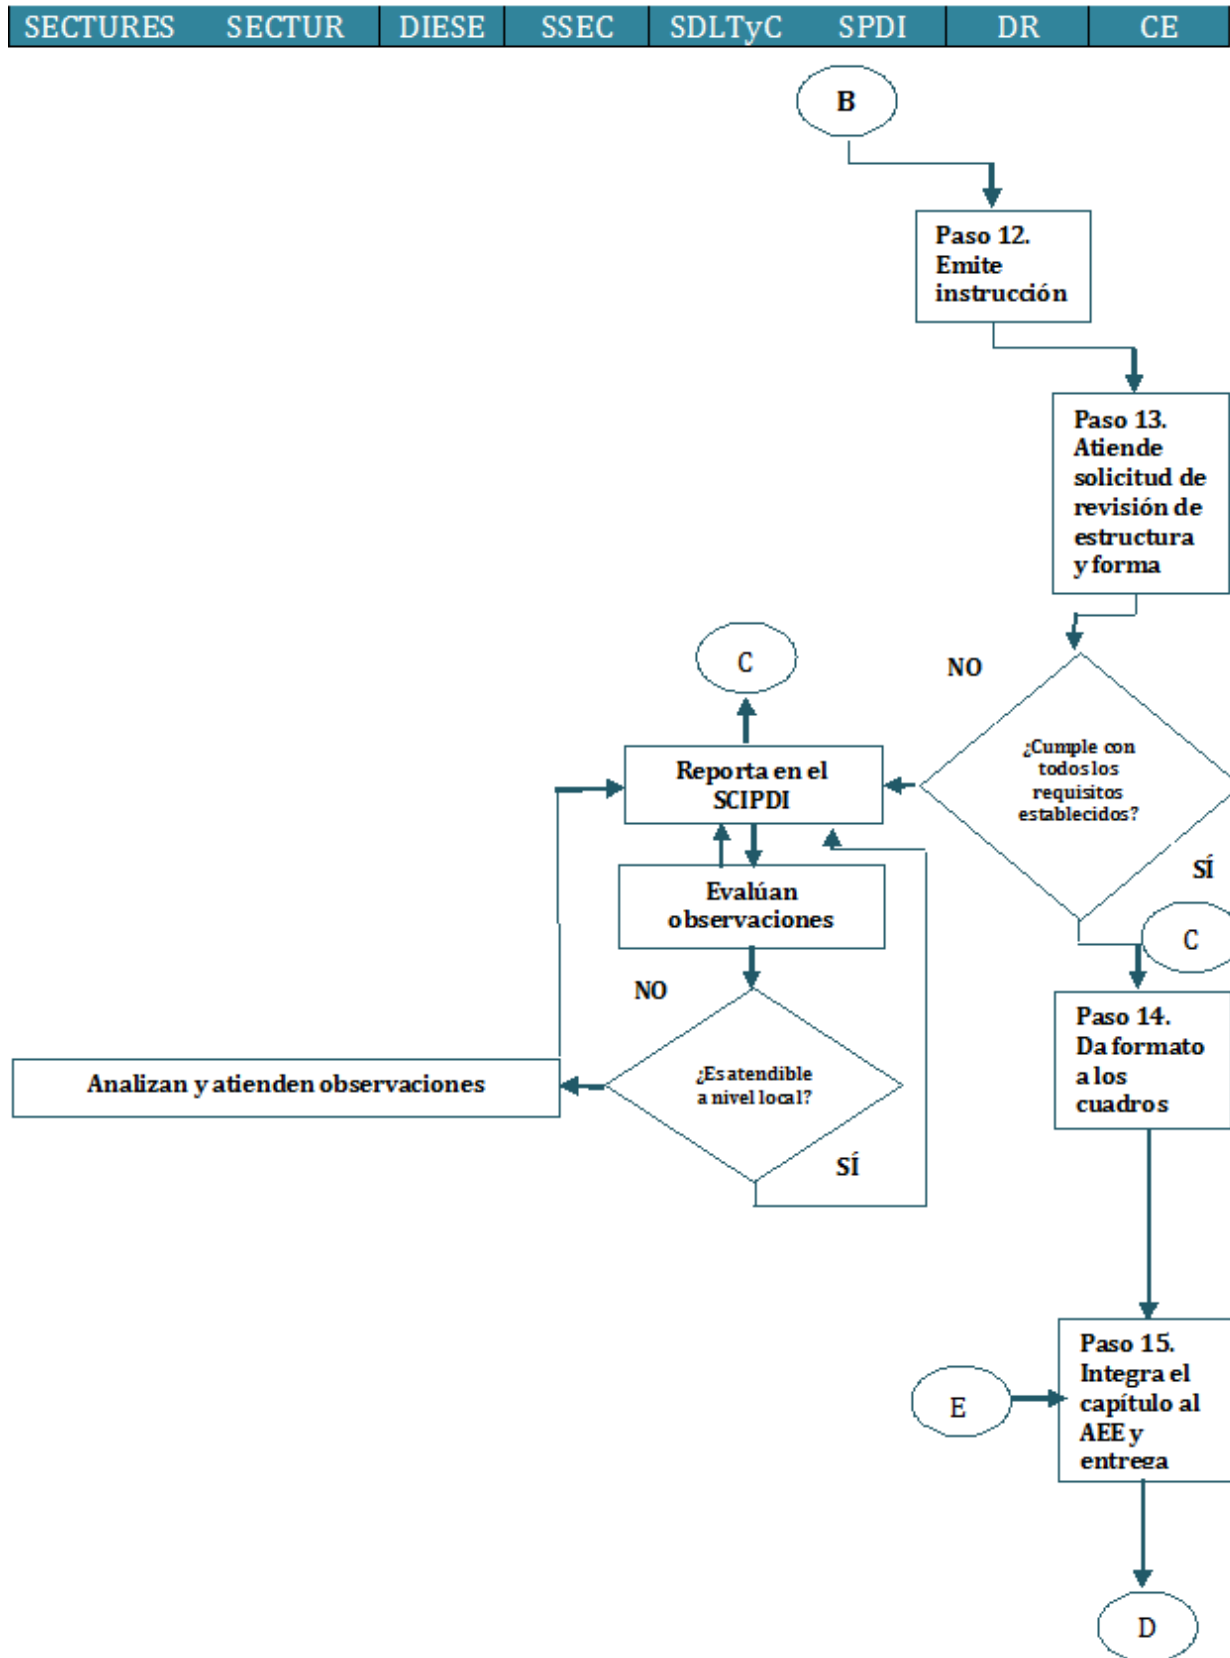 SECTURES SECTUR DIESE SSEC SDLTyC SPDI DR CE
B
Paso 12.
Emite
instrucción
Paso 13.
Atiende
solicitud de
revisión de
estructura
y forma
C
NO
¿Cumple con
todos los
requisitos
establecidos?
Reporta en el
SCIPDI
SÍ
Evalúan
observaciones
C
NO
Paso 14.
Da formato
a los
cuadros
Analizan y atienden observaciones
¿Es atendible
a nivel local?
SÍ
Paso 15.
Integra el
capítulo al
AEE y
entrega
E
D